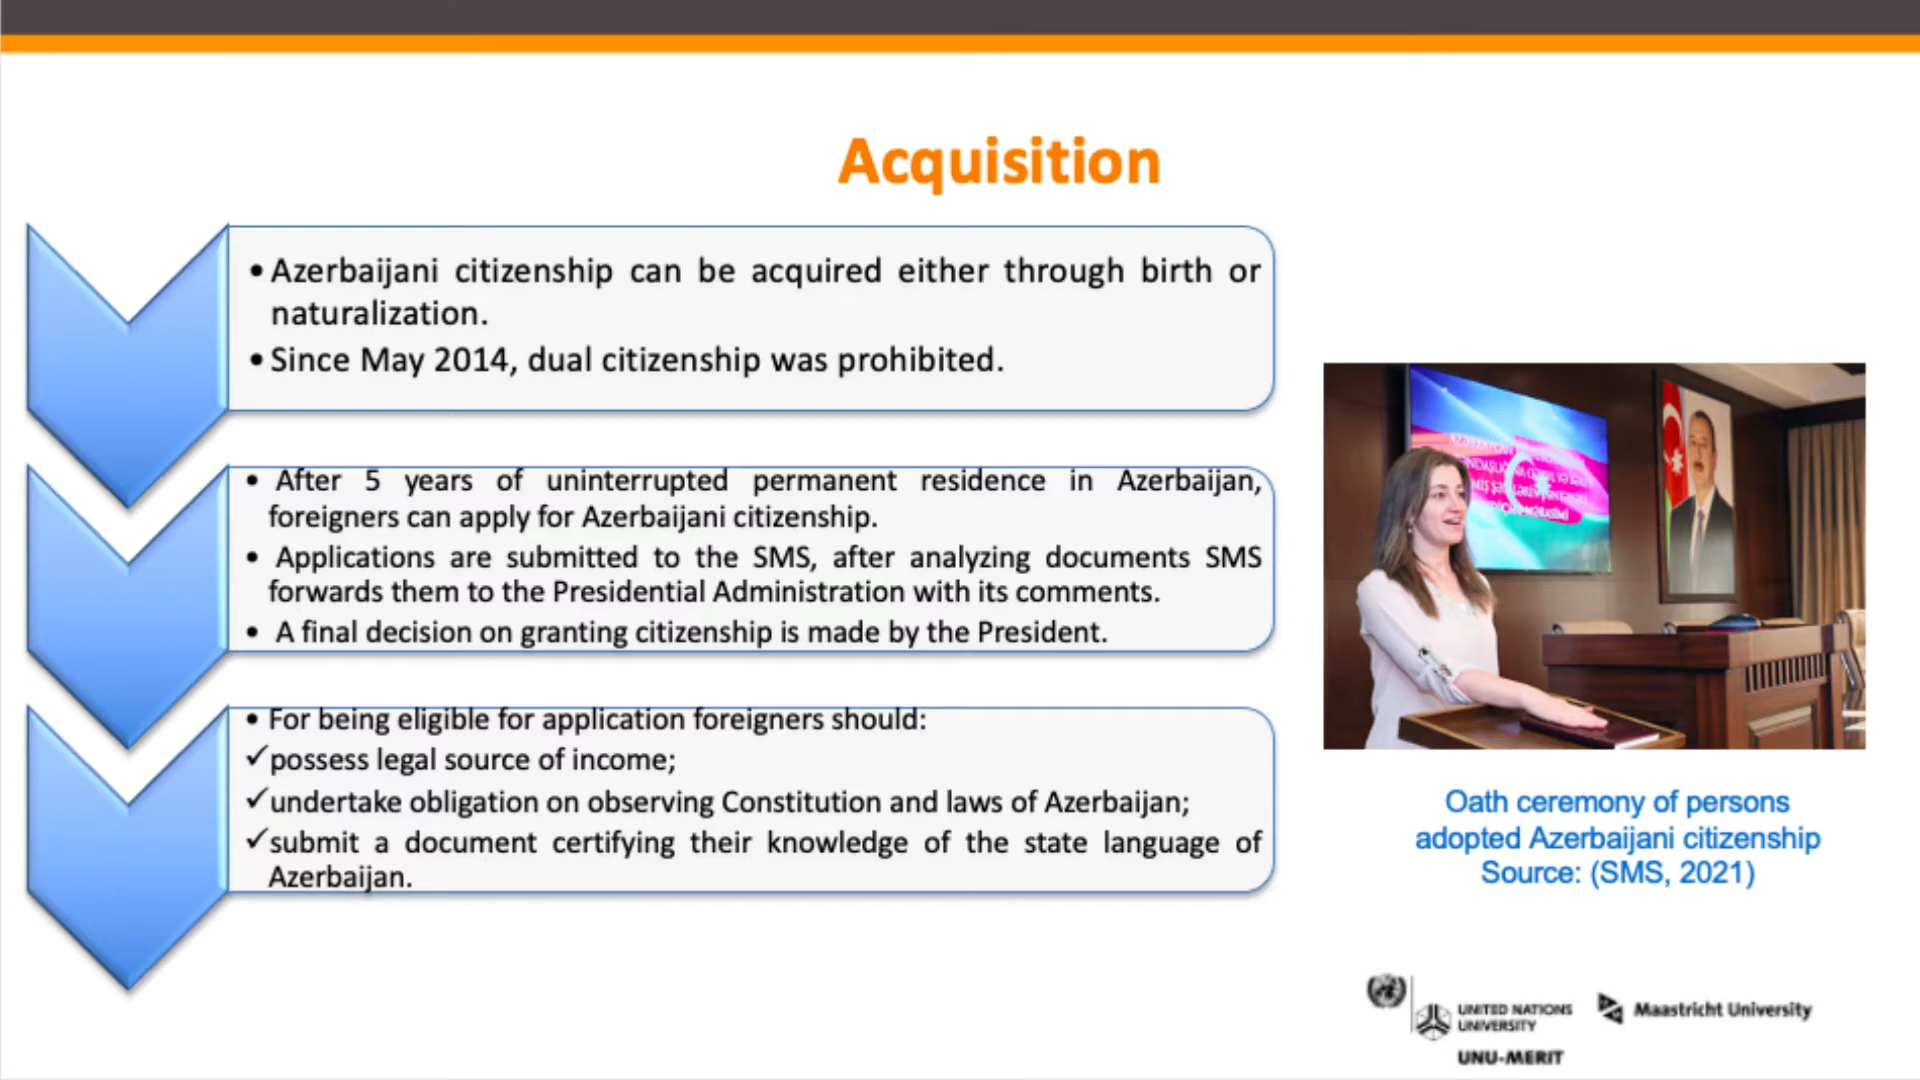 Acquisition
• Azerbaijani citizenship can be acquired either through birth or
naturalization.
• Since May 2014, dual citizenship was prohibited.
• After 5 years of uninterrupted permanent residence in Azerbaijan,
foreigners can apply for Azerbaijani citizenship.
• Applications are submitted to the SMS, after analyzing documents SMS
forwards them to the Presidential Administration with its comments.
• A final decision on granting citizenship is made by the President.
• For being eligible for application foreigners should:
✓possess legal source of income;
✓undertake obligation on observing Constitution and laws of Azerbaijan;
✓submit a document certifying their knowledge of the state language of
Azerbaijan.
Oath ceremony of persons
adopted Azerbaijani citizenship
Source: (SMS, 2021)
UNITED NATIONS
UNIVERSITY
UNU-MERIT
Maastricht University